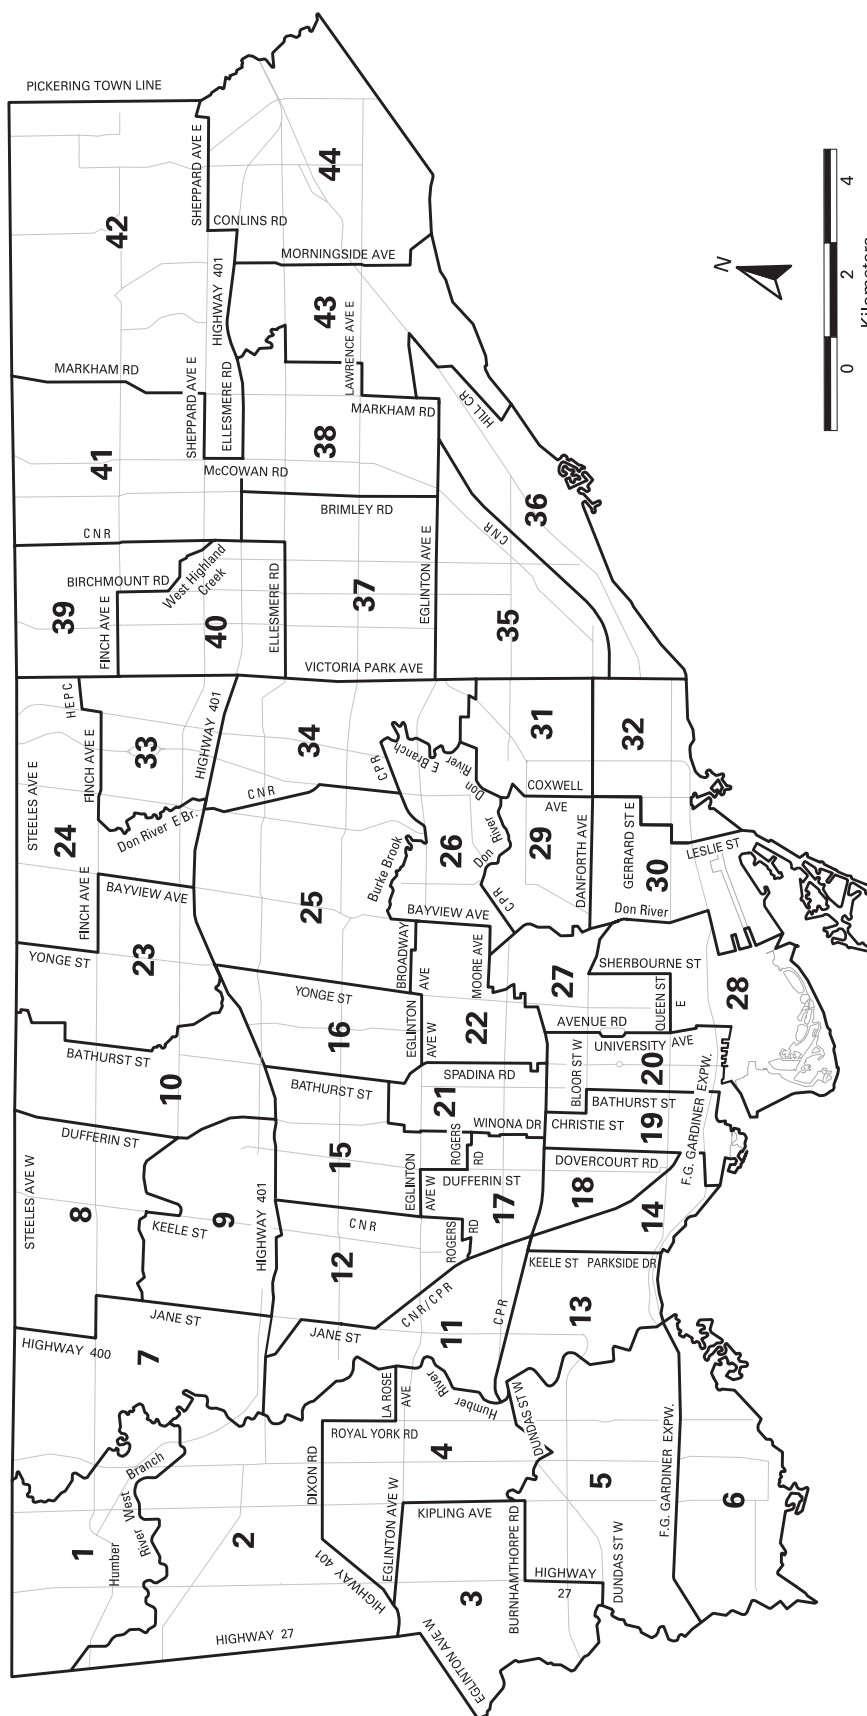 PICKERING TOWN LINE
SHEPPARD AVE E
42
44
CONLINS RD
MORNINGSIDE AVE
HIGHWAY 401
43
LAWRENCE AVE E
MARKHAM RD
SHEPPARD AVE E
ELLESMERE RD
MARKHAM RD
HILL CR
41
38
McCOWAN RD
BRIMLEY RD
36
CNR
CNR
BIRCHMOUNT RD
West Highland
Creek
39
FINCH AVE E
40
ELLESMERE RD
37
EGLINTON AVE E
35
VICTORIA PARK AVE
HEPC
STEELES AVE E
FINCH AVE E
33
HIGHWAY 401
34
CPR
E Branch
River
Don
31
32
CNR
COXWELL
AVE
24
Don River E Br.
26
Don River
29
DANFORTH AVE
GERRARD ST E
30
LESLIE ST
Burke Brook
25
FINCH AVE E
BAYVIEW AVE
BAYVIEW AVE
CPR
Don River
YONGE ST
23
BROADWAY
AVE
MOORE AVE
27
SHERBOURNE ST
QUEEN ST
E
28
YONGE ST
16
EGLINTON
AVE W
22
AVENUE RD
BATHURST ST
10
BATHURST ST
SPADINA RD
BLOOR ST W
UNIVERSITY AVE
20
21
WINONA DR
BATHURST ST
CHRISTIE ST
19
F.G. GARDINER EXPW.
DUFFERIN ST
STEELES AVE W
8
15
ROGERS
RD
EGLINTON
AVE W
DUFFERIN ST
DOVERCOURT RD
18
17
14
KEELE ST
9
HIGHWAY 401
CNR
ROGERS
RD
12
KEELE ST
PARKSIDE DR
CNR/CPR
CPR
13
JANE ST
JANE ST
11
HIGHWAY 400
7
LA ROSE
AVE
Humber
River
DUNDAS ST W
ROYAL YORK RD
4
F.G. GARDINER EXPW.
DIXON RD
Humber
River West
Branch
1
2
EGLINTON AVE W
KIPLING AVE
5
6
HIGHWAY 401
BURNHAMTHORPE RD
HIGHWAY
27
DUNDAS ST W
3
HIGHWAY 27
EGLINTON AVE W
N
0
2
4
Kilometers